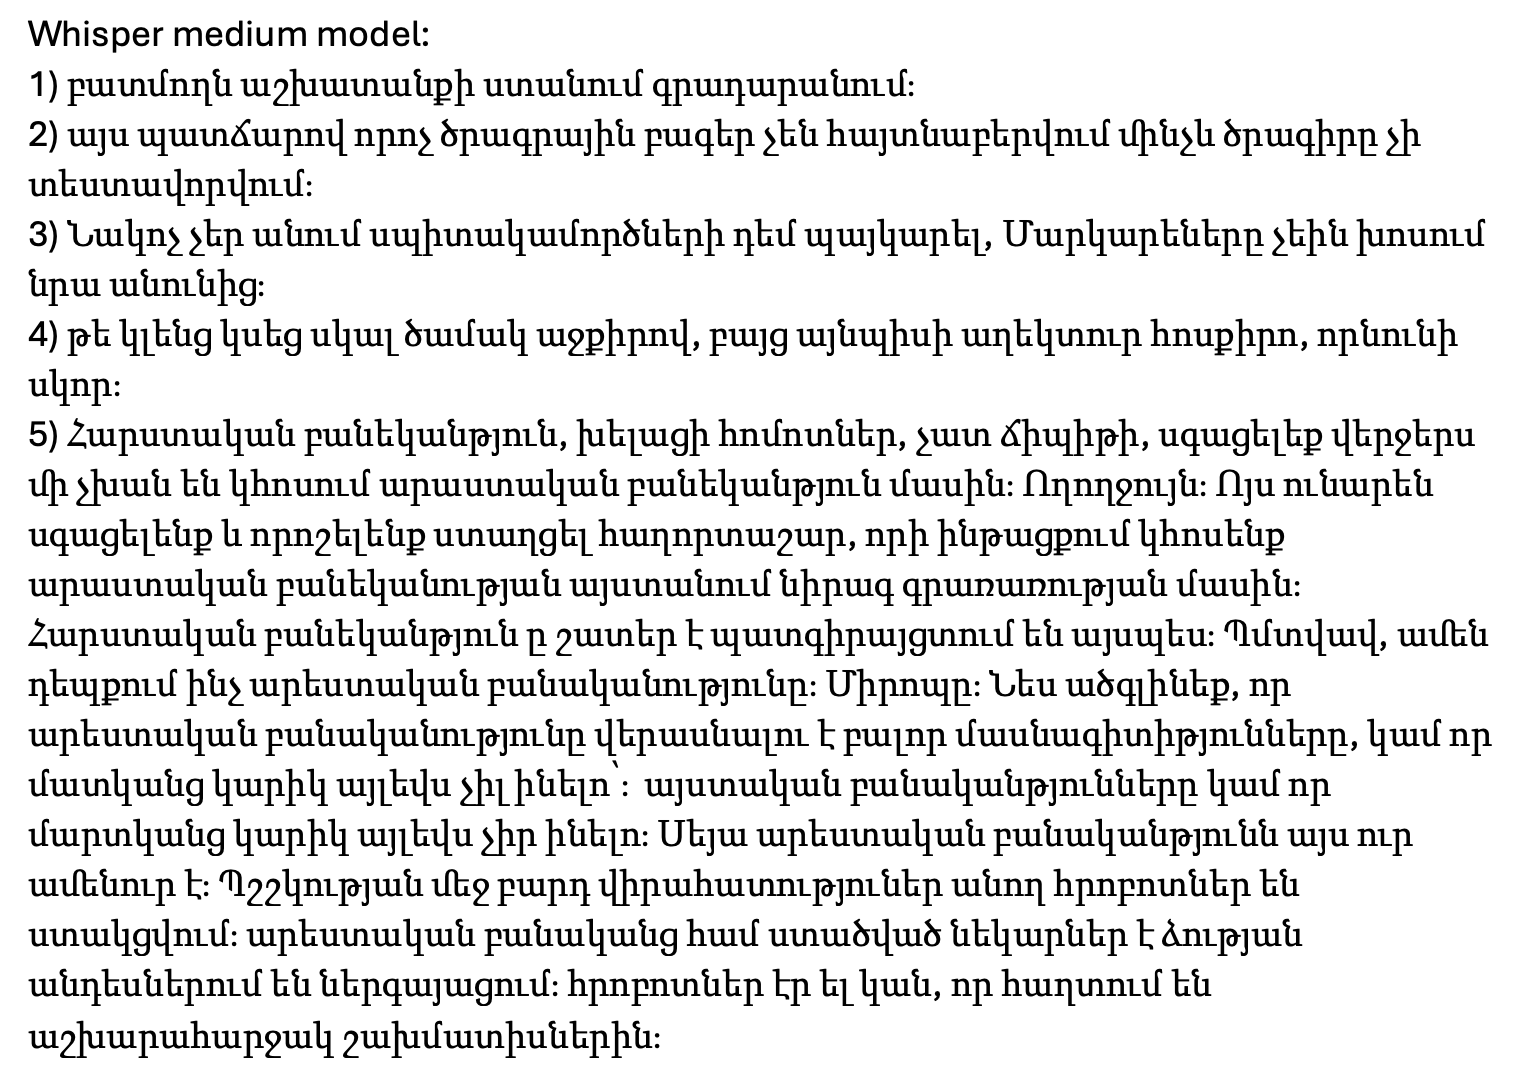 Whisper medium model:
1) բատմողն աշխատանքի ստանում գրադարանում։
2) այս պատճարով որոչ ծրագրային բագեր չեն հայտնաբերվում մինչև ծրագիրը չի
տեստավորվում։
3) Նակոչ չեր անում սպիտակամործների դեմ պայկարել, Մարկարեները չեին խոսում
նրա անունից։
4) թե կլենց կսեց սկալ ծամակ աջքիրով, բայց այնպիսի աղեկտուր հոսքիրո, որնունի
սկոր։
5) Հարստական բանեկանթյուն, խելացի հոմոտներ, չատ ճիպիթի, սգացելեք վերջերս
մի չխան են կհոսում արաստական բանեկանթյուն մասին։ Ողողջույն։ Ոյս ունարեն
սգացելենք և որոշելենք ստաղցել հաղորտաշար, որի ինթացքում կհոսենք
արաստական բանեկանության այստանում նիրագ գրառառության մասին։
Հարստական բանեկանթյուն ը շատեր է պատգիրայցտում են այսպես։ Պմտվավ, ամեն
դեպքում ինչ արեստական բանականությունը։ Միրոպը։ Նես ածգլինեք, որ
արեստական բանականությունը վերասնալու է բալոր մասնագիտիթյունները, կամ որ
մատկանց կարիկ այլեվս չիլ ինելո՝։ այստական բանականթյունները կամ որ
մարտկանց կարիկ այլեվս չիր ինելո։ Սեյա արեստական բանականթյունն այս ուր
ամենուր է։ Պշշկության մեջ բարդ վիրահատություներ անող հրոբոտներ են
ստակցվում։ արեստական բանականց համ ստածված նեկարներ է ձության
անդեսներում են ներգայացում։ հրոբոտներ էր ել կան, որ հաղտում են
աշխարահարջակ շախմատիսներին։